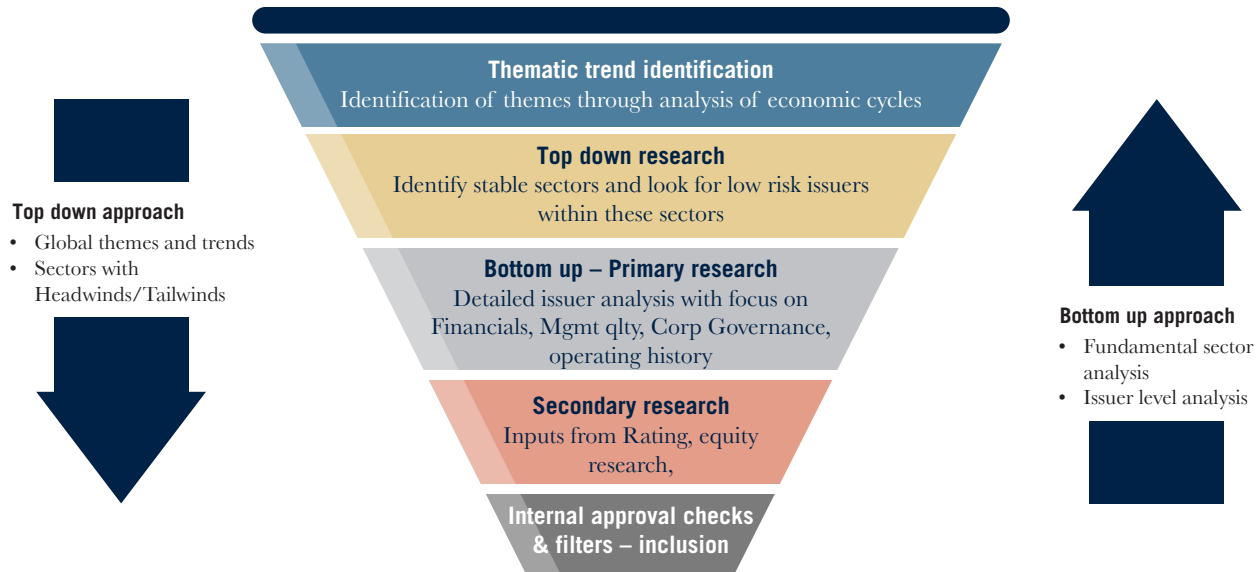 Thematic trend identification
Identification of themes through analysis of economic cycles
Top down research
Identify stable sectors and look for low risk issuers
within these sectors
Bottom up – Primary research
Detailed issuer analysis with focus on
Financials, Mgmt qlty, Corp Governance,
operating history
Secondary research
Inputs from Rating, equity
research,
Internal approval checks
& filters – inclusion
Top down approach
• Global themes and trends
• Sectors with
Headwinds/Tailwinds
Bottom up approach
• Fundamental sector
analysis
• Issuer level analysis